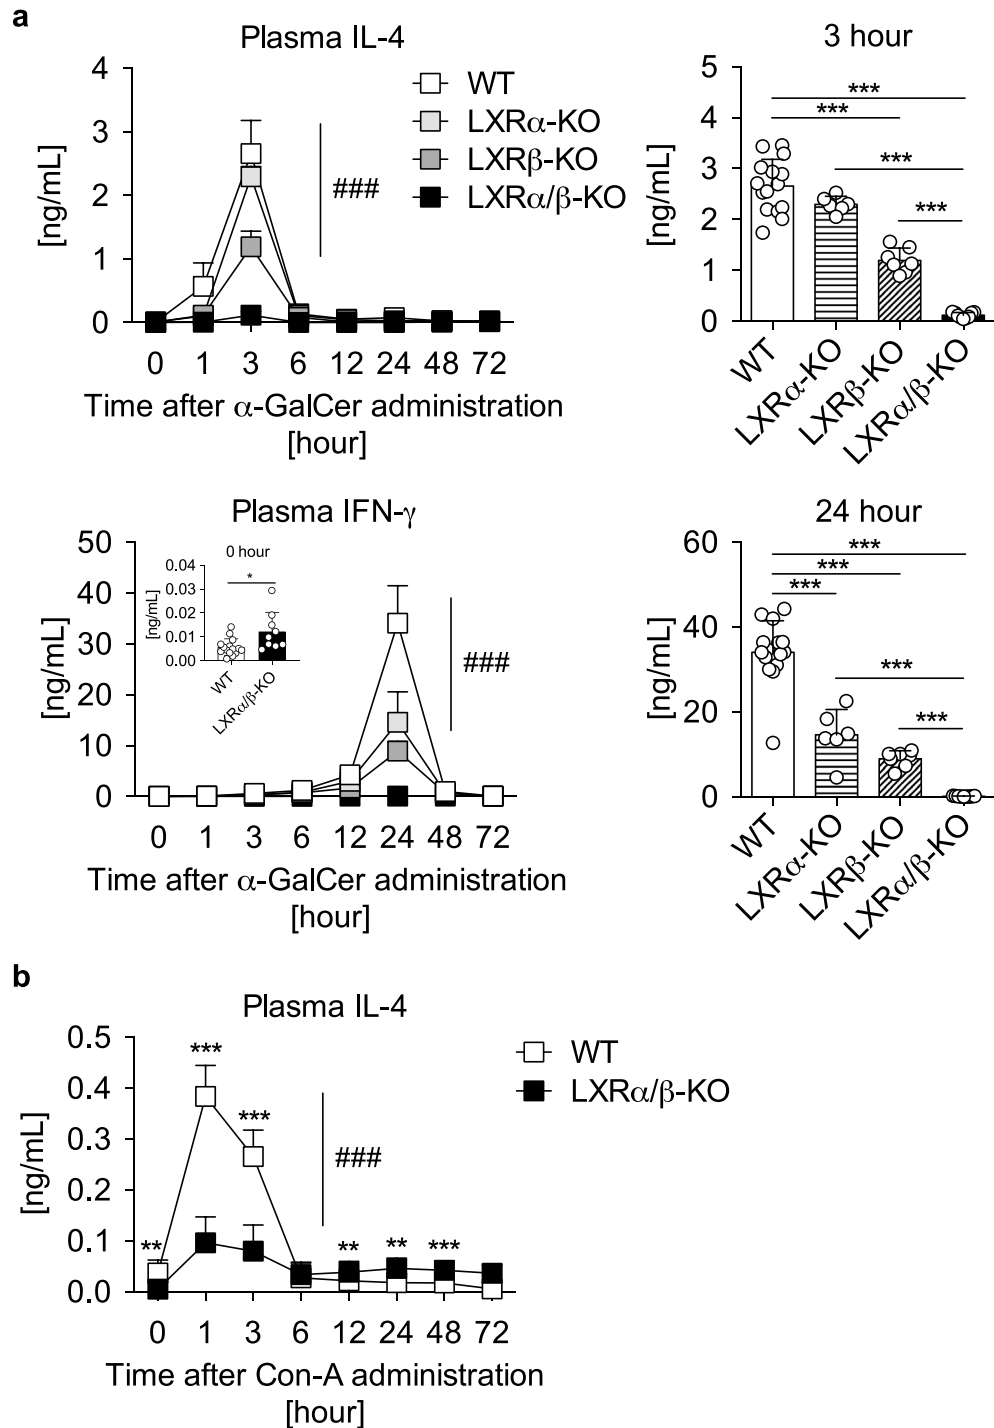 a
Plasma IL-4
4
3
2
1
0
[ng/mL]
WT
LXRα-KO
LXRβ-KO
LXRα/β-KO
###
0 1 3 6 12 24 48 72
Time after α-GalCer administration
[hour]
3 hour
5
4
3
2
1
0
[ng/mL]
***
***
***
***
WT
LXRα-KO
LXRβ-KO
LXRα/β-KO
Plasma IFN-γ
50
40
30
20
10
0
[ng/mL]
0 hour
0.04
0.03
0.02
0.01
0.00
[ng/mL]
*
WT
LXRα/β-KO
###
0 1 3 6 12 24 48 72
Time after α-GalCer administration
[hour]
24 hour
60
40
20
0
[ng/mL]
***
***
***
***
***
WT
LXRα-KO
LXRβ-KO
LXRα/β-KO
b
Plasma IL-4
0.5
0.4
0.3
0.2
0.1
0.0
[ng/mL]
WT
LXRα/β-KO
***
***
###
** ** ** ***
0 1 3 6 12 24 48 72
Time after Con-A administration
[hour]